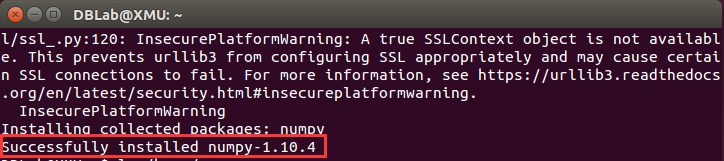 DBLab@XMU: ~
l/ssl_.py:120: InsecurePlatformWarning: A true SSLContext object is not availabl
e. This prevents urllib3 from configuring SSL appropriately and may cause certai
n SSL connections to fail. For more information, see https://urllib3.readthedocs
.org/en/latest/security.html#insecureplatformwarning.
InsecurePlatformWarning
Installing collected packages: numpy
Successfully installed numpy-1.10.4